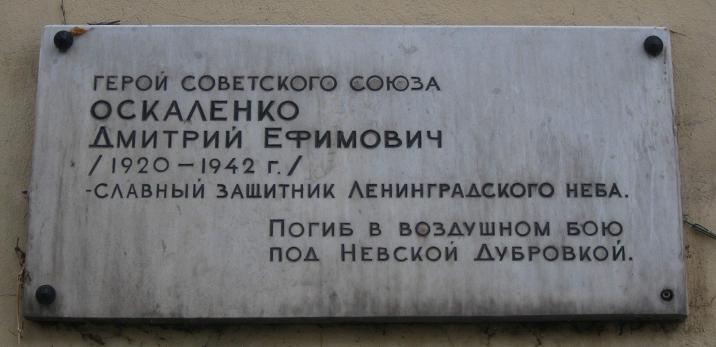 ГЕРОЙ СОВЕТСКОГО СОЮЗА
ОСКАЛЕНКО
ДМИТРИЙ ЕФИМОВИЧ
/1920 — 1942 г./
-СЛАВНЫЙ ЗАЩИТНИК ЛЕНИНГРАДСКОГО НЕБА.
ПОГИБ В ВОЗДУШНОМ БОЮ
ПОД НЕВСКОЙ ДУБРОВКОЙ.